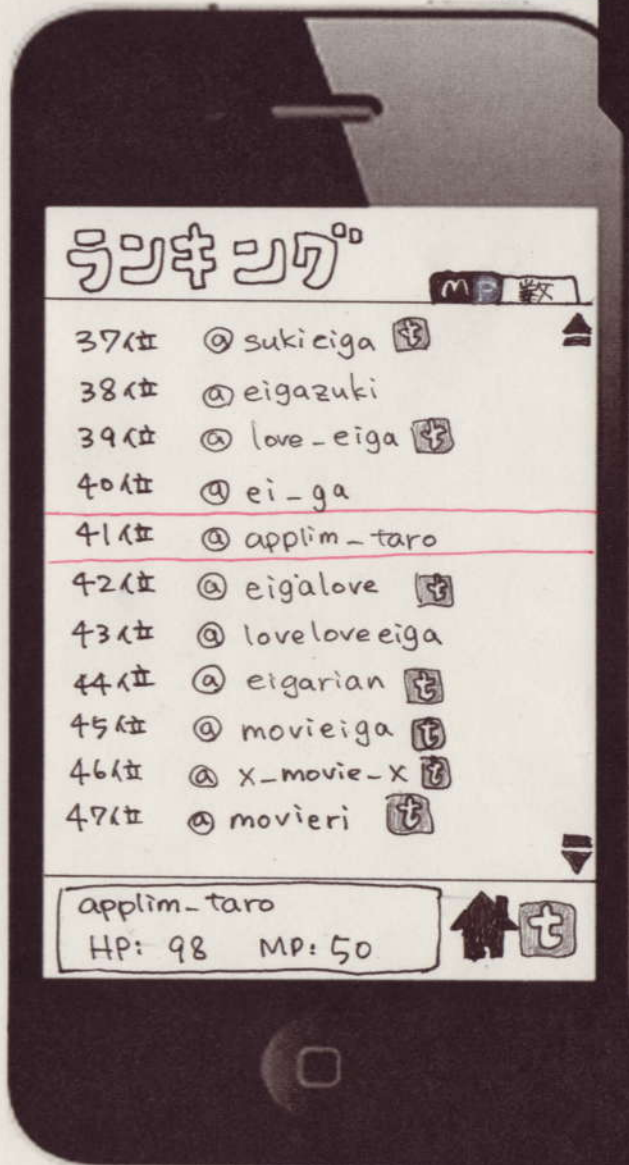 ランキング
MP 数
37位 @sukieiga t
38位 @eigazuki
39位 @love_eiga t
40位 @ei_ga
41位 @applim_taro
42位 @eigalove t
43位 @loveloveeiga
44位 @eigarian t
45位 @movieiga t
46位 @x_movie_x t
47位 @movieri t
applim_taro
HP: 98 MP: 50 t